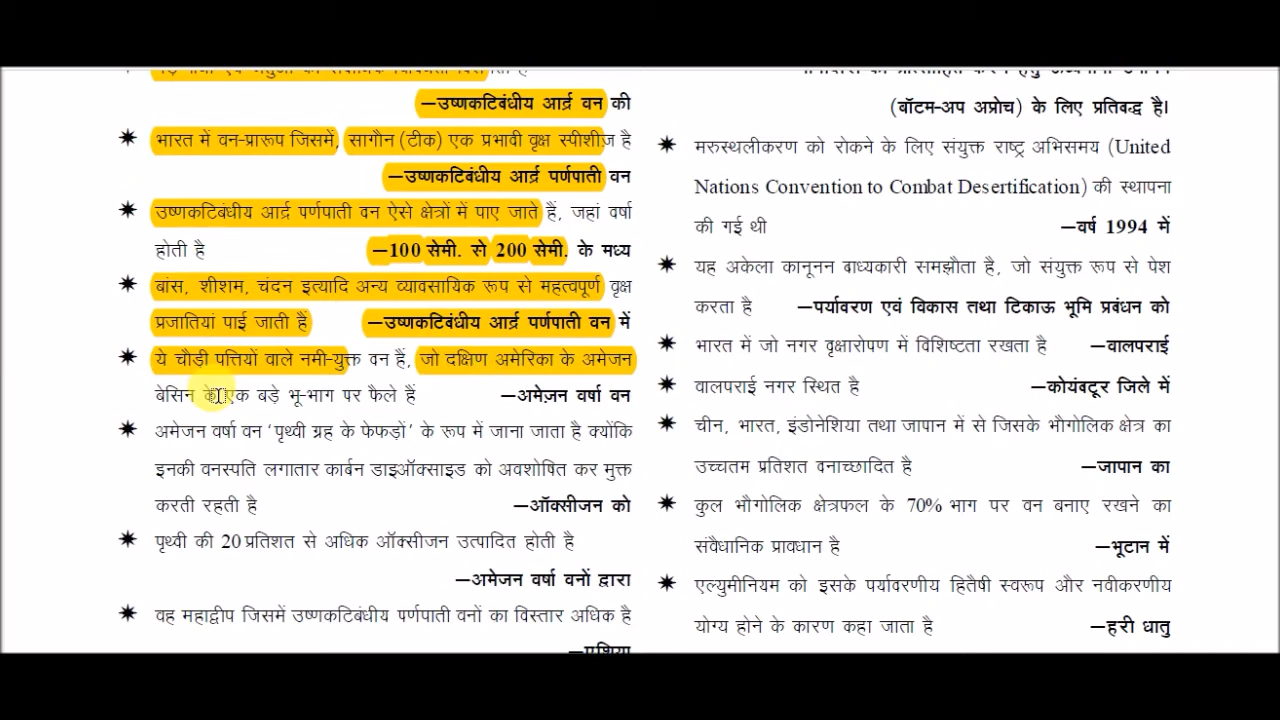 —उष्णकटिबंधीय आर्द्र वन की
✷ भारत में वन-प्रारूप जिसमें, सागौन (टीक) एक प्रभावी वृक्ष स्पीशीज है
—उष्णकटिबंधीय आर्द्र पर्णपाती वन
✷ उष्णकटिबंधीय आर्द्र पर्णपाती वन ऐसे क्षेत्रों में पाए जाते हैं, जहां वर्षा
होती है —100 सेमी. से 200 सेमी. के मध्य
✷ बांस, शीशम, चंदन इत्यादि अन्य व्यावसायिक रूप से महत्वपूर्ण वृक्ष
प्रजातियां पाई जाती हैं —उष्णकटिबंधीय आर्द्र पर्णपाती वन में
✷ ये चौड़ी पत्तियों वाले नमी-युक्त वन हैं, जो दक्षिण अमेरिका के अमेजन
बेसिन के एक बड़े भू-भाग पर फैले हैं —अमेज़न वर्षा वन
✷ अमेजन वर्षा वन ‘पृथ्वी ग्रह के फेफड़ों’ के रूप में जाना जाता है क्योंकि
इनकी वनस्पति लगातार कार्बन डाइऑक्साइड को अवशोषित कर मुक्त
करती रहती है —ऑक्सीजन को
✷ पृथ्वी की 20 प्रतिशत से अधिक ऑक्सीजन उत्पादित होती है
—अमेजन वर्षा वनों द्वारा
✷ वह महाद्वीप जिसमें उष्णकटिबंधीय पर्णपाती वनों का विस्तार अधिक है
—एशिया
(बॉटम-अप अप्रोच) के लिए प्रतिबद्ध है।
✷ मरुस्थलीकरण को रोकने के लिए संयुक्त राष्ट्र अभिसमय (United
Nations Convention to Combat Desertification) की स्थापना
की गई थी —वर्ष 1994 में
✷ यह अकेला कानूनन बाध्यकारी समझौता है, जो संयुक्त रूप से पेश
करता है —पर्यावरण एवं विकास तथा टिकाऊ भूमि प्रबंधन को
✷ भारत में जो नगर वृक्षारोपण में विशिष्टता रखता है —वालपराई
✷ वालपराई नगर स्थित है —कोयंबटूर जिले में
✷ चीन, भारत, इंडोनेशिया तथा जापान में से जिसके भौगोलिक क्षेत्र का
उच्चतम प्रतिशत वनाच्छादित है —जापान का
✷ कुल भौगोलिक क्षेत्रफल के 70% भाग पर वन बनाए रखने का
संवैधानिक प्रावधान है —भूटान में
✷ एल्युमीनियम को इसके पर्यावरणीय हितैषी स्वरूप और नवीकरणीय
योग्य होने के कारण कहा जाता है —हरी धातु